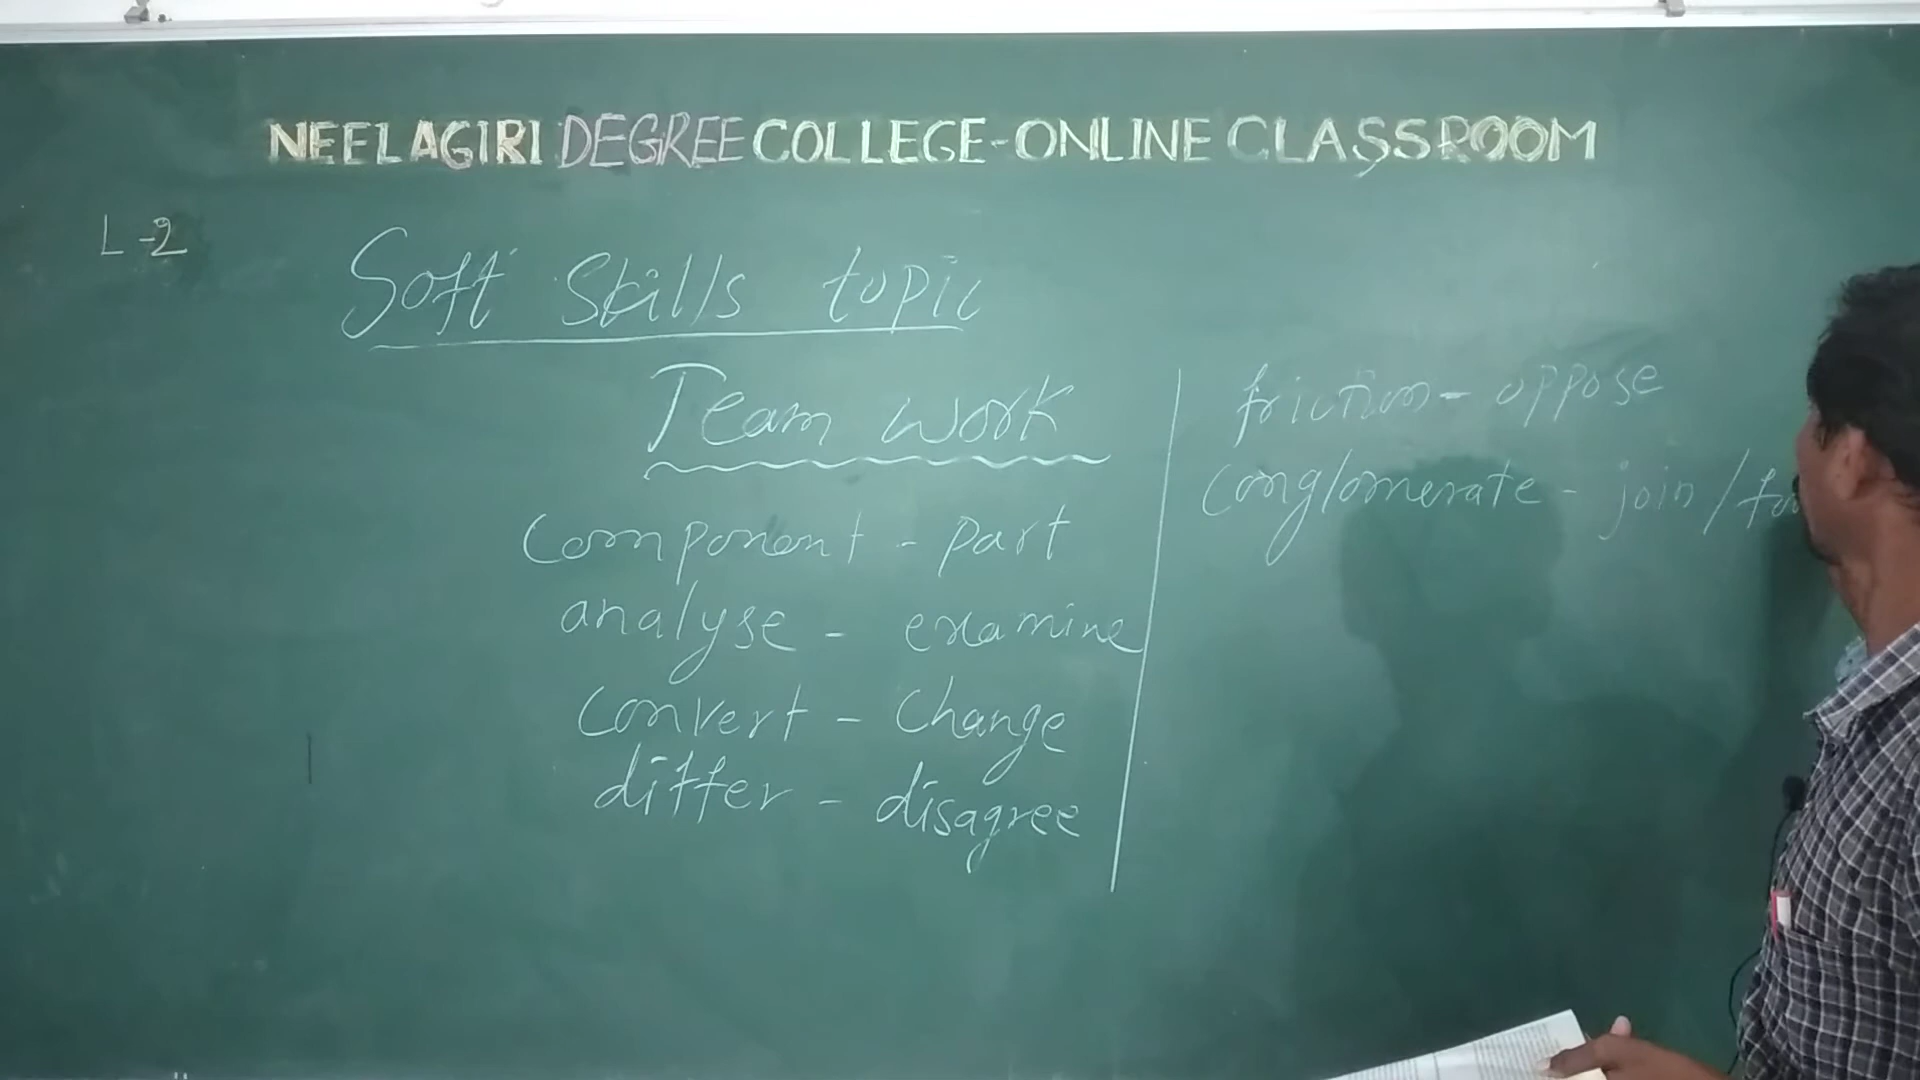 NEELAGIRI DEGREE COLLEGE-ONLINE CLASSROOM
L-2
Soft Skills topic
Team work
component - part
analyse - examine
convert - change
differ - disagree
friction - oppose
conglomerate - join /